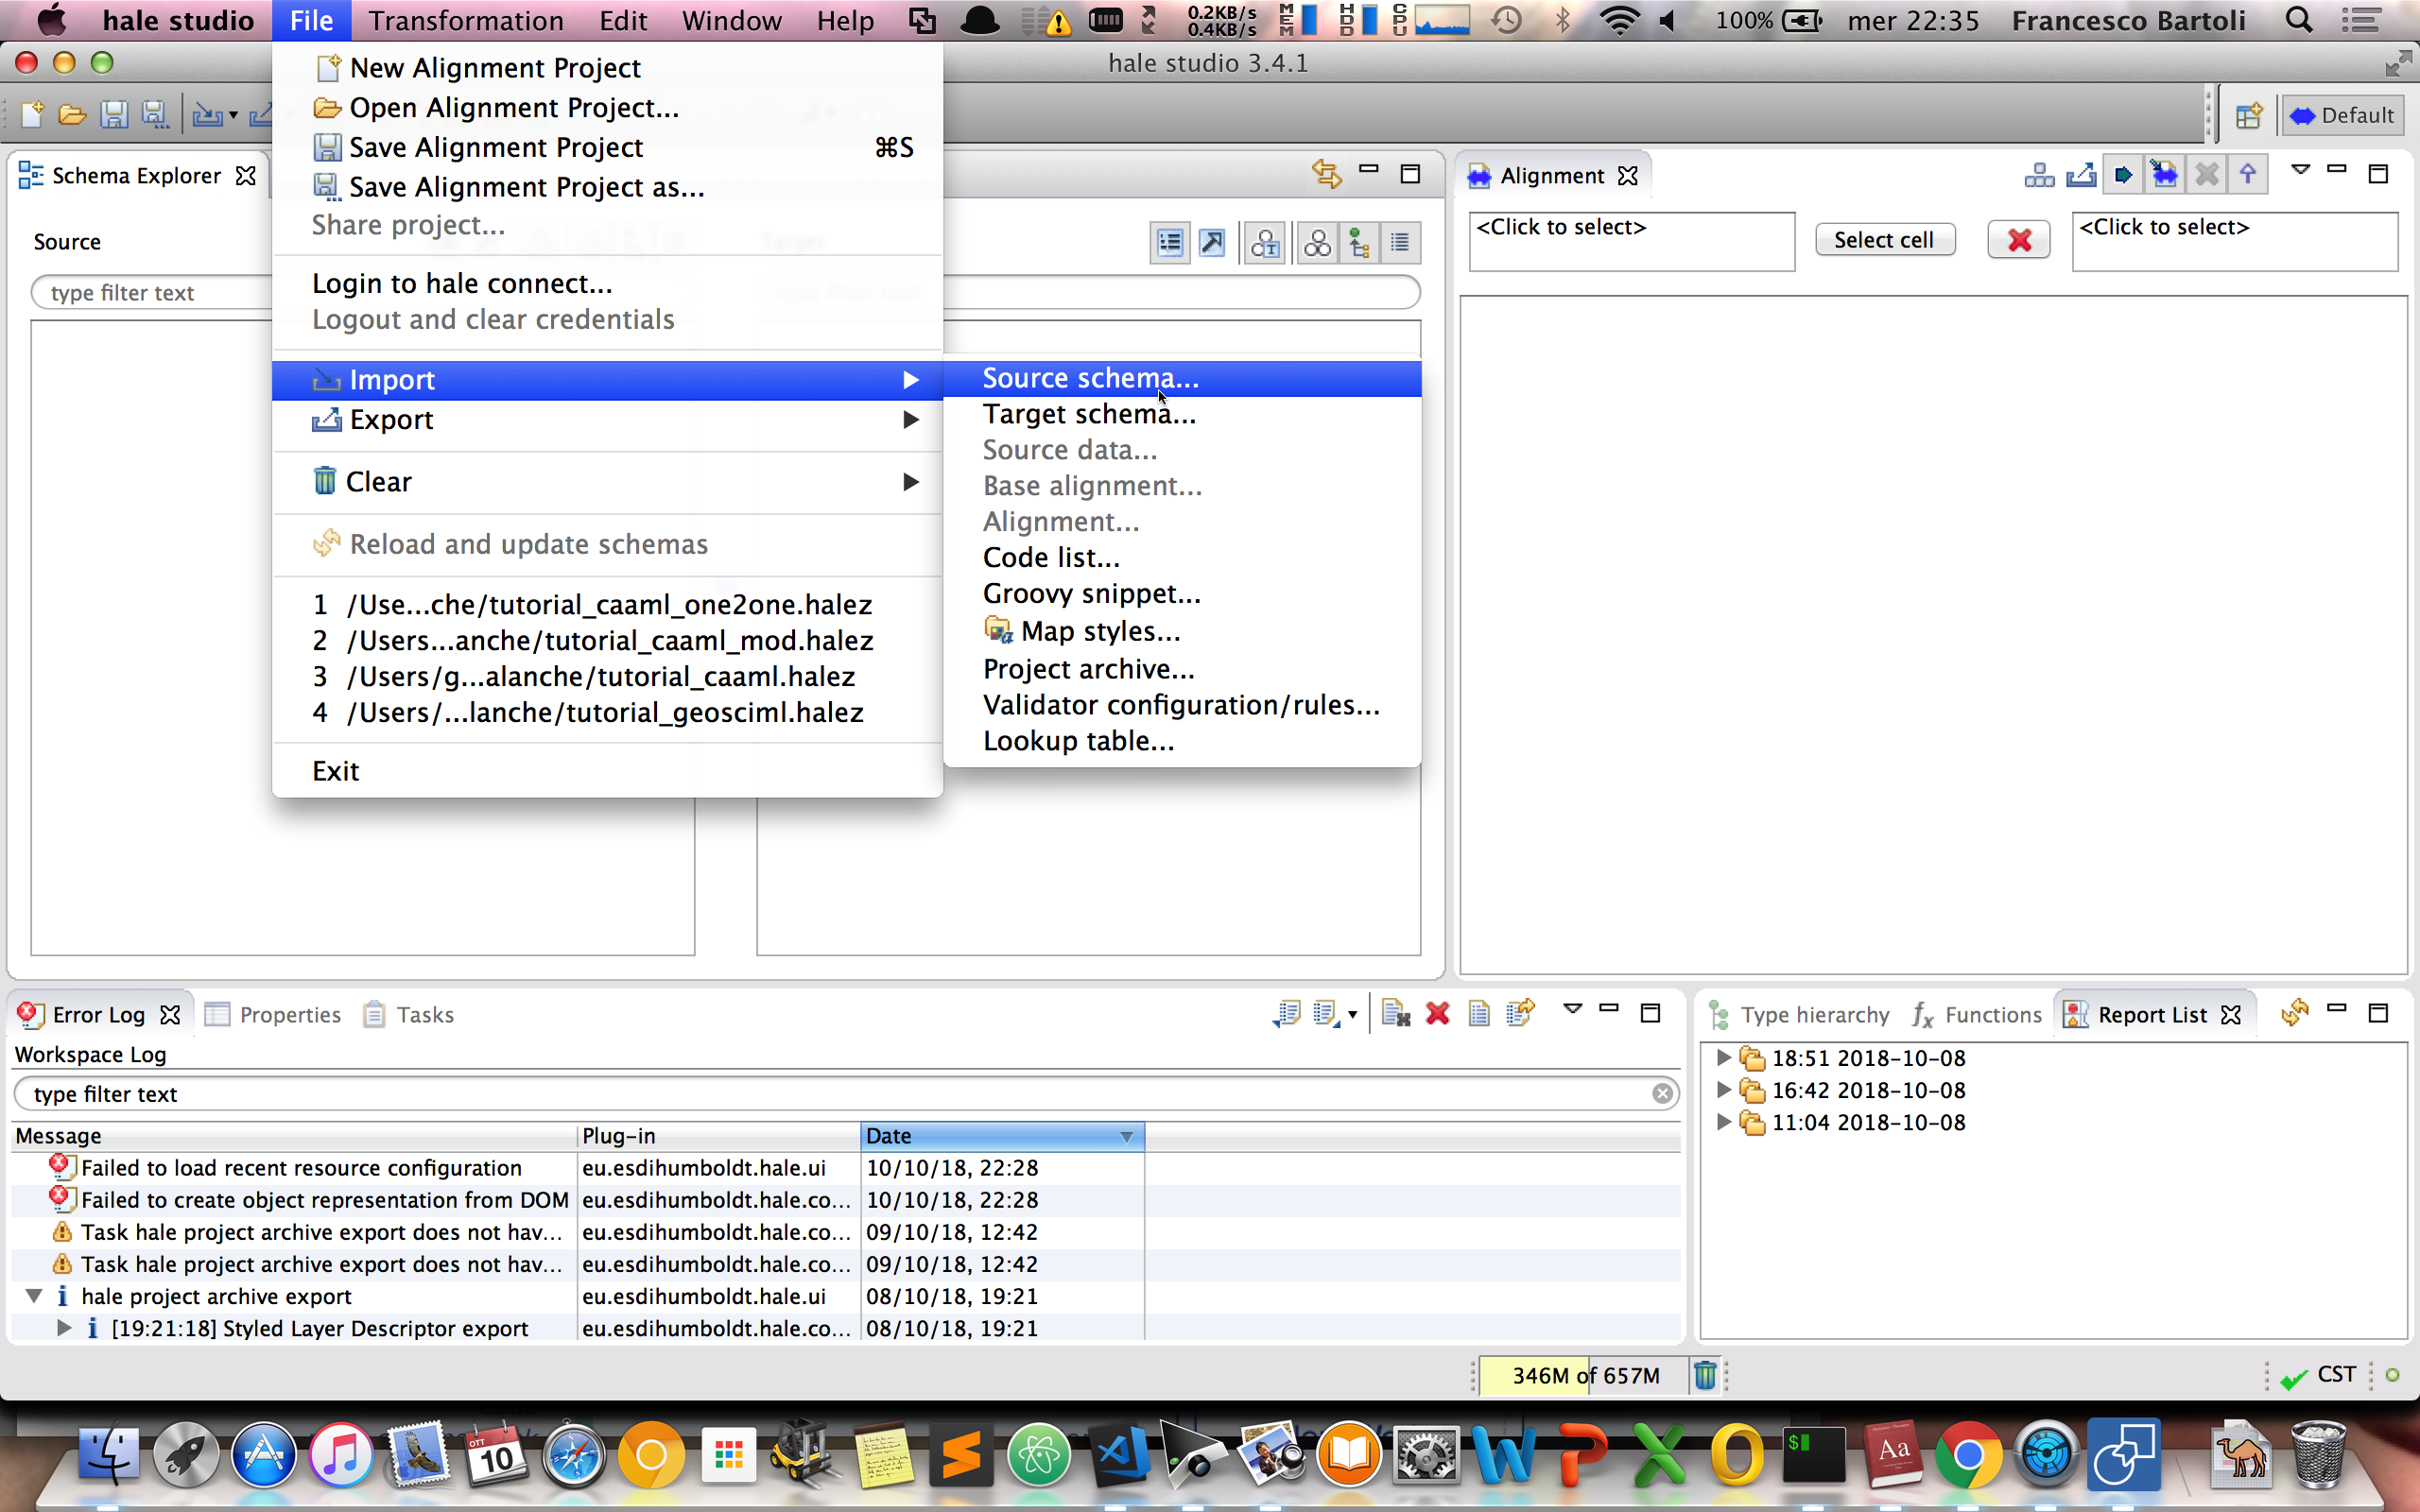 hale studio File Transformation Edit Window Help 0.2KB/s 0.4KB/s MEM HDD CPU 100% mer 22:35 Francesco Bartoli
hale studio 3.4.1
New Alignment Project
Open Alignment Project...
Save Alignment Project ⌘S
Save Alignment Project as...
Share project...
Login to hale connect...
Logout and clear credentials
Import
Export
Clear
Reload and update schemas
1 /Use...che/tutorial_caaml_one2one.halez
2 /Users...anche/tutorial_caaml_mod.halez
3 /Users/g...alanche/tutorial_caaml.halez
4 /Users/...lanche/tutorial_geosciml.halez
Exit
Source schema...
Target schema...
Source data...
Base alignment...
Alignment...
Code list...
Groovy snippet...
Map styles...
Project archive...
Validator configuration/rules...
Lookup table...
Default
Schema Explorer
Source
Target
type filter text
type filter text
Alignment
<Click to select> Select cell <Click to select>
Error Log Properties Tasks
Workspace Log
type filter text
Message Plug-in Date
Failed to load recent resource configuration eu.esdihumboldt.hale.ui 10/10/18, 22:28
Failed to create object representation from DOM eu.esdihumboldt.hale.co... 10/10/18, 22:28
Task hale project archive export does not hav... eu.esdihumboldt.hale.co... 09/10/18, 12:42
Task hale project archive export does not hav... eu.esdihumboldt.hale.co... 09/10/18, 12:42
hale project archive export eu.esdihumboldt.hale.ui 08/10/18, 19:21
[19:21:18] Styled Layer Descriptor export eu.esdihumboldt.hale.co... 08/10/18, 19:21
Type hierarchy Functions Report List
18:51 2018-10-08
16:42 2018-10-08
11:04 2018-10-08
346M of 657M
CST
OTT
10
$
Aa